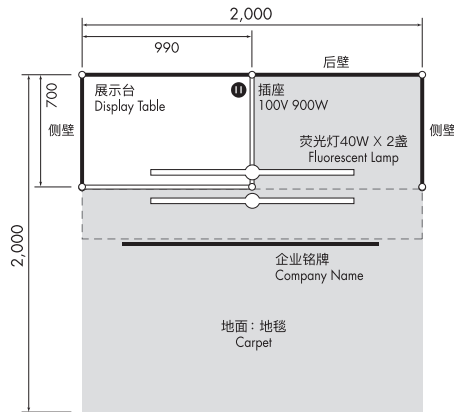 2,000
990
后壁
700
展示台
Display Table
插座
100V 900W
侧壁
侧壁
荧光灯40W X 2盏
Fluorescent Lamp
2,000
企业铭牌
Company Name
地面：地毯
Carpet